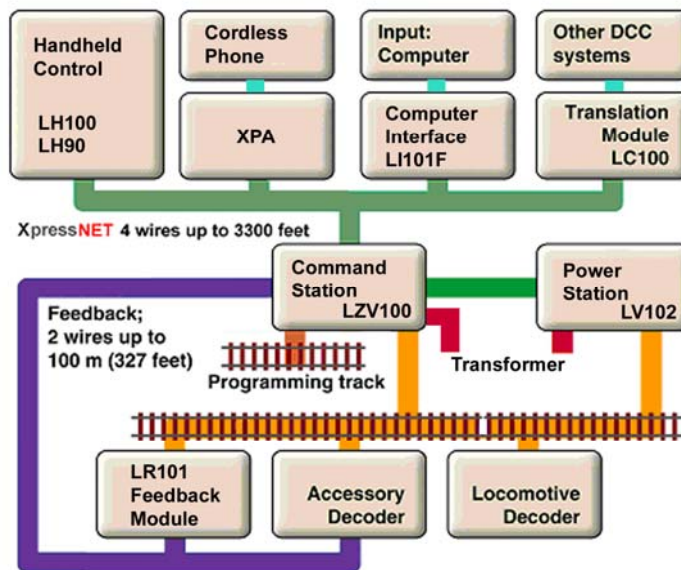 Handheld
Control
LH100
LH90
Cordless
Phone
XPA
Input:
Computer
Computer
Interface
LI101F
Other DCC
systems
Translation
Module
LC100
XpressNET 4 wires up to 3300 feet
Command
Station
LZV100
Power
Station
LV102
Feedback;
2 wires up to
100 m (327 feet)
Transformer
Programming track
LR101
Feedback
Module
Accessory
Decoder
Locomotive
Decoder